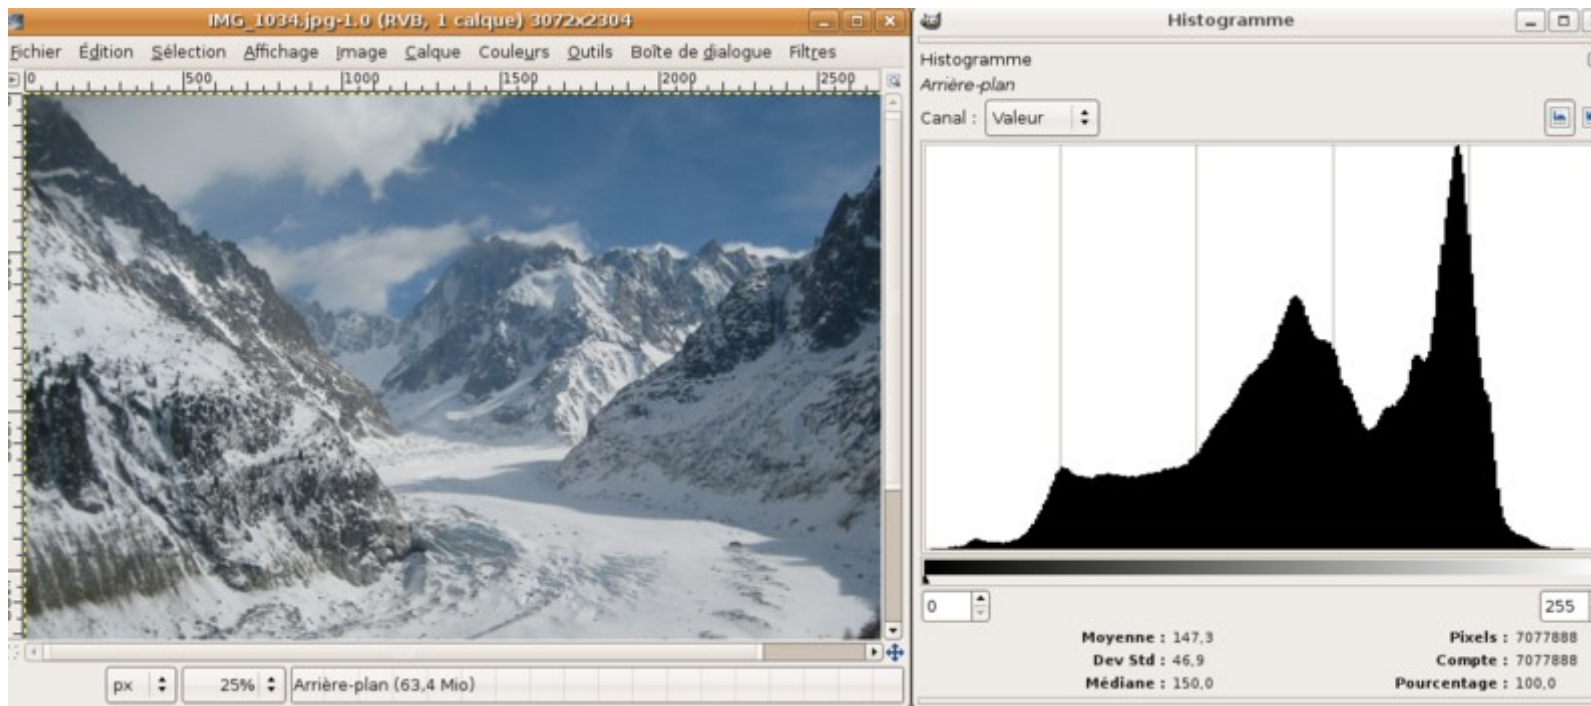 IMG_1034.jpg-1.0 (RVB, 1 calque) 3072x2304
Fichier Édition Sélection Affichage Image Calque Couleurs Outils Boîte de dialogue Filtres
0 500 1000 1500 2000 2500
px 25% Arrière-plan (63,4 Mio)
Histogramme
Histogramme
Arrière-plan
Canal : Valeur
0 255
Moyenne : 147,3 Pixels : 7077888
Dev Std : 46,9 Compte : 7077888
Médiane : 150,0 Pourcentage : 100,0